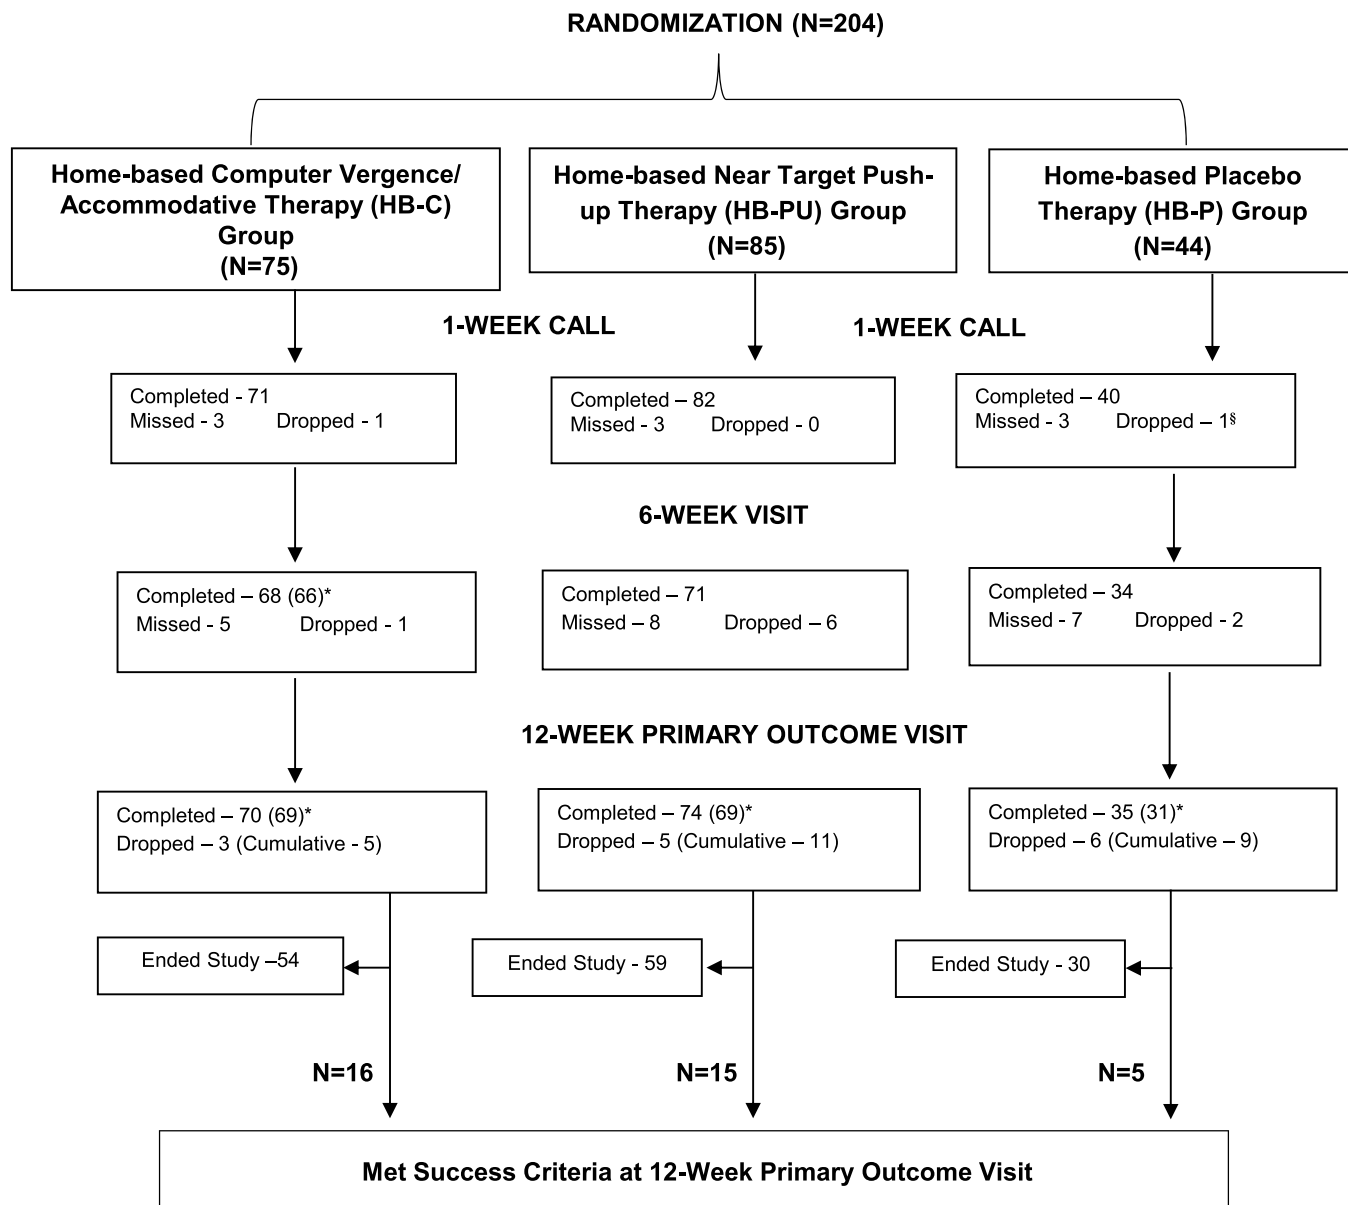 RANDOMIZATION (N=204)
Home-based Computer Vergence/
Accommodative Therapy (HB-C)
Group
(N=75)
Home-based Near Target Push-
up Therapy (HB-PU) Group
(N=85)
Home-based Placebo
Therapy (HB-P) Group
(N=44)
1-WEEK CALL
1-WEEK CALL
Completed - 71
Missed - 3 Dropped - 1
Completed – 82
Missed - 3 Dropped - 0
Completed – 40
Missed - 3 Dropped – 1§
6-WEEK VISIT
Completed – 68 (66)*
Missed - 5 Dropped - 1
Completed – 71
Missed – 8 Dropped – 6
Completed – 34
Missed - 7 Dropped - 2
12-WEEK PRIMARY OUTCOME VISIT
Completed – 70 (69)*
Dropped – 3 (Cumulative - 5)
Completed – 74 (69)*
Dropped – 5 (Cumulative – 11)
Completed – 35 (31)*
Dropped – 6 (Cumulative – 9)
Ended Study –54
Ended Study - 59
Ended Study - 30
N=16
N=15
N=5
Met Success Criteria at 12-Week Primary Outcome Visit